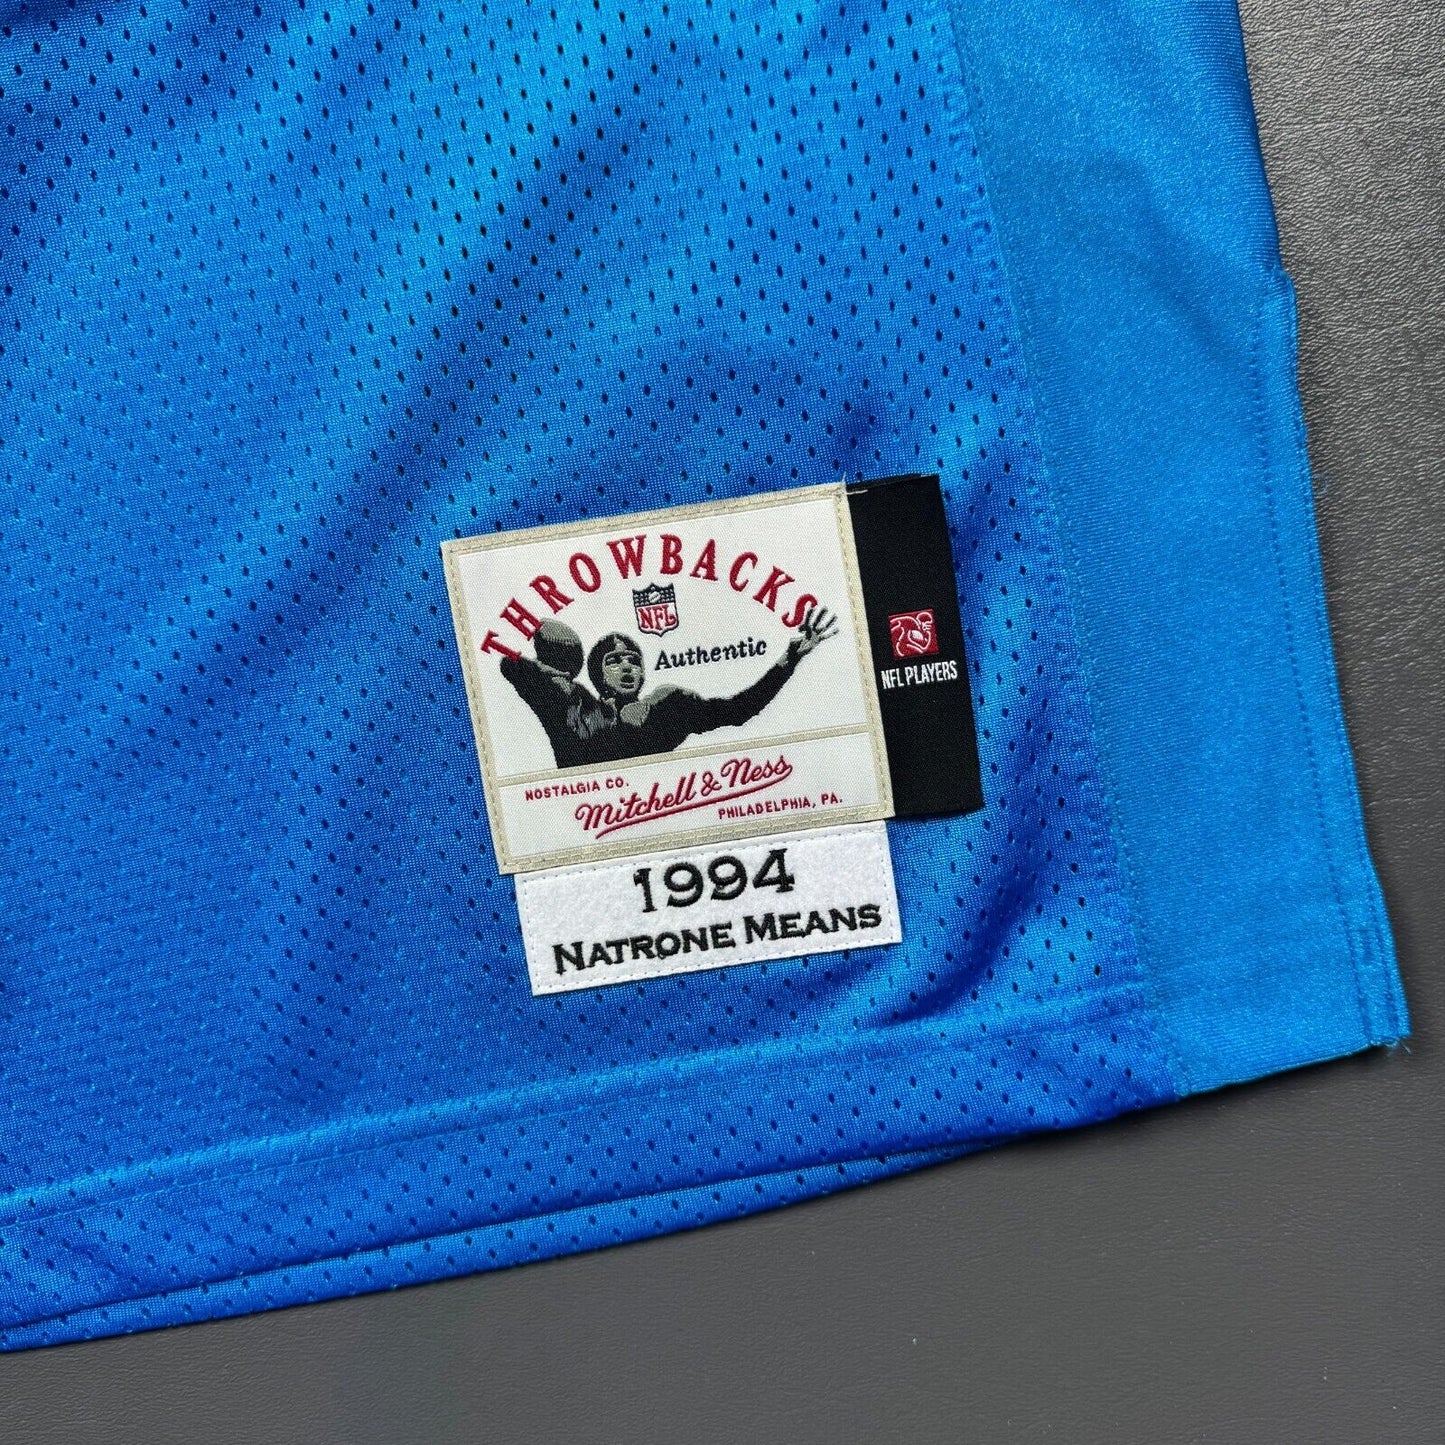 THROWBACKS
NFL
Authentic
NFL PLAYERS
NOSTALGIA CO.
Mitchell & Ness
PHILADELPHIA, PA.
1994
NATRONE MEANS